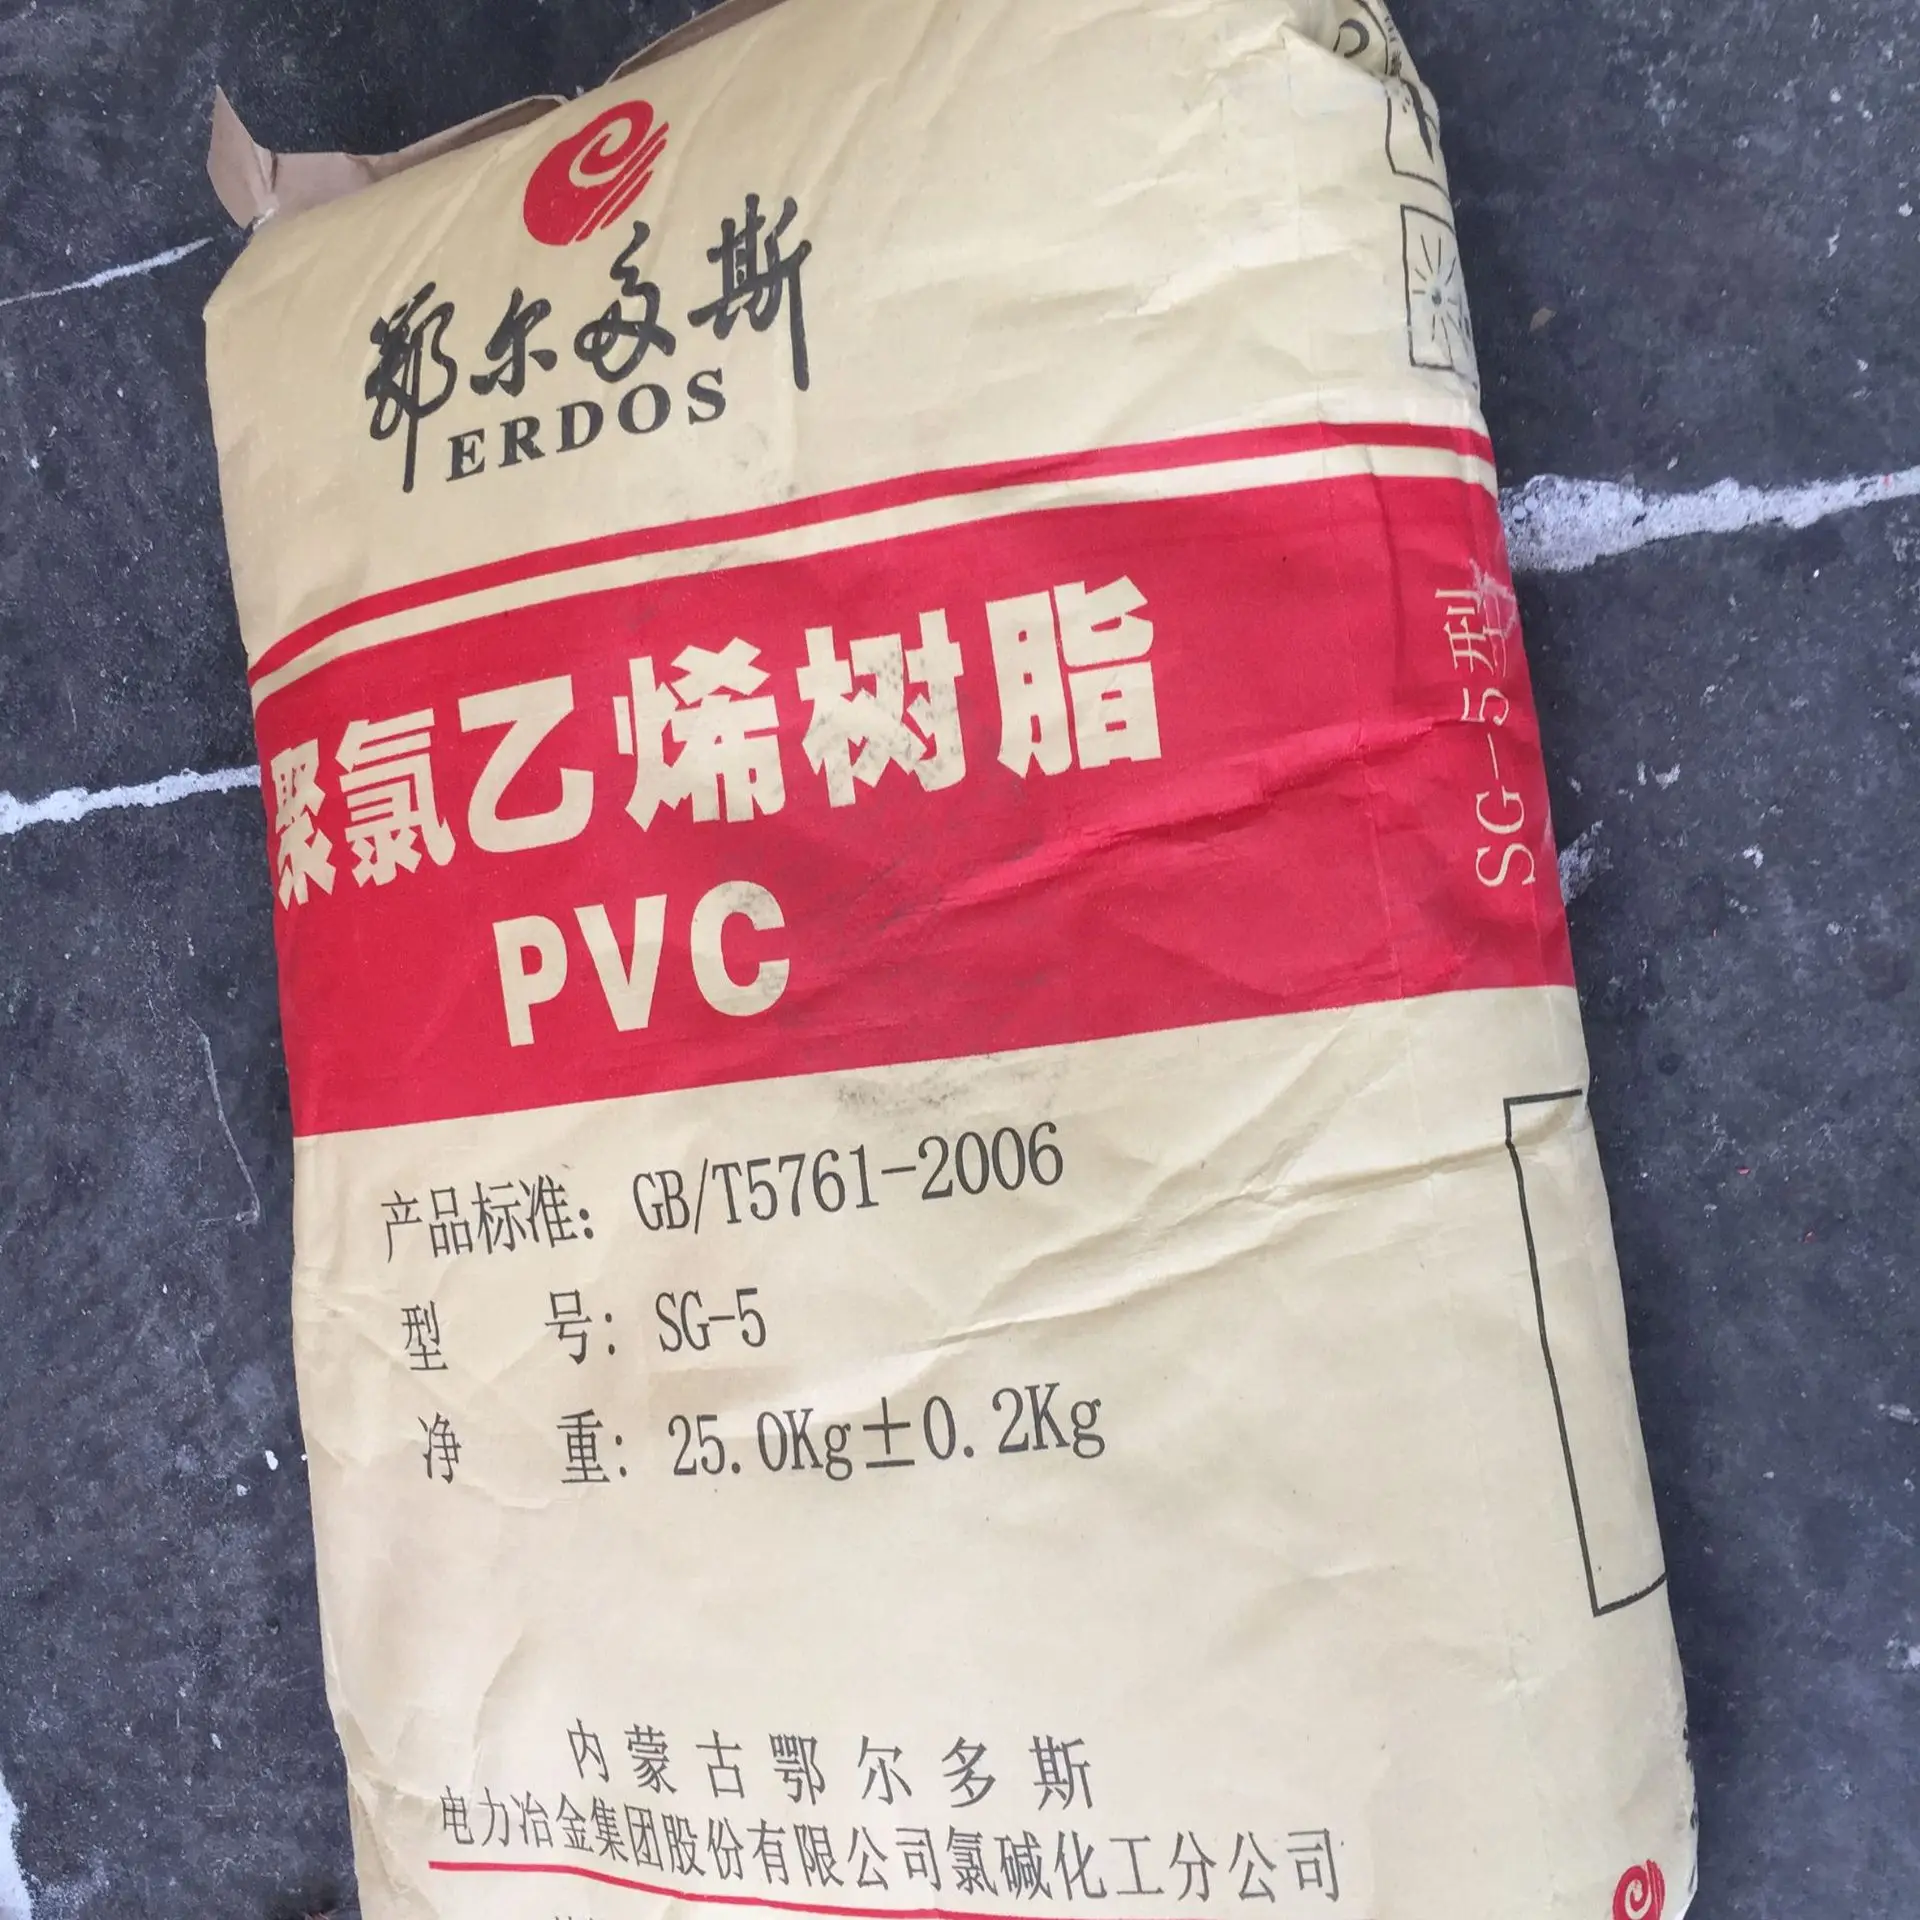 鄂尔多斯
ERDOS
聚氯乙烯树脂
PVC
SG-5型
产品标准: GB/T5761-2006
型 号: SG-5
净 重: 25.0Kg±0.2Kg
内蒙古鄂尔多斯
电力冶金集团股份有限公司氯碱化工分公司